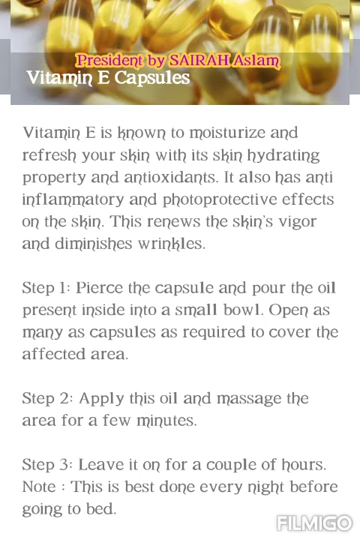 President by SAIRAH Aslam
Vitamin E Capsules
Vitamin E is known to moisturize and
refresh your skin with its skin hydrating
property and antioxidants. It also has anti
inflammatory and photoprotective effects
on the skin. This renews the skin's vigor
and diminishes wrinkles.
Step 1: Pierce the capsule and pour the oil
present inside into a small bowl. Open as
many as capsules as required to cover the
affected area.
Step 2: Apply this oil and massage the
area for a few minutes.
Step 3: Leave it on for a couple of hours.
Note : This is best done every night before
going to bed.
FILMIGO